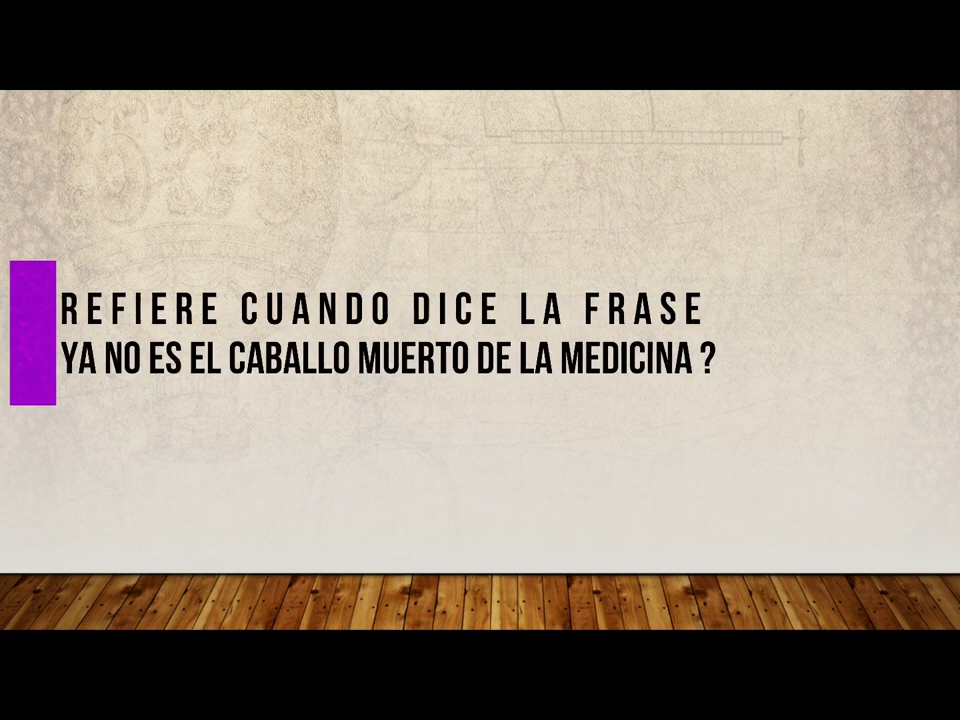 REFIERE CUANDO DICE LA FRASE
YA NO ES EL CABALLO MUERTO DE LA MEDICINA ?